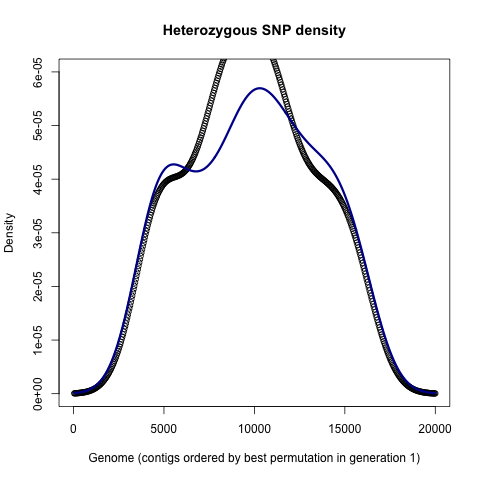 Heterozygous SNP density
Density
6e-05
5e-05
4e-05
3e-05
2e-05
1e-05
0e+00
0 5000 10000 15000 20000
Genome (contigs ordered by best permutation in generation 1)